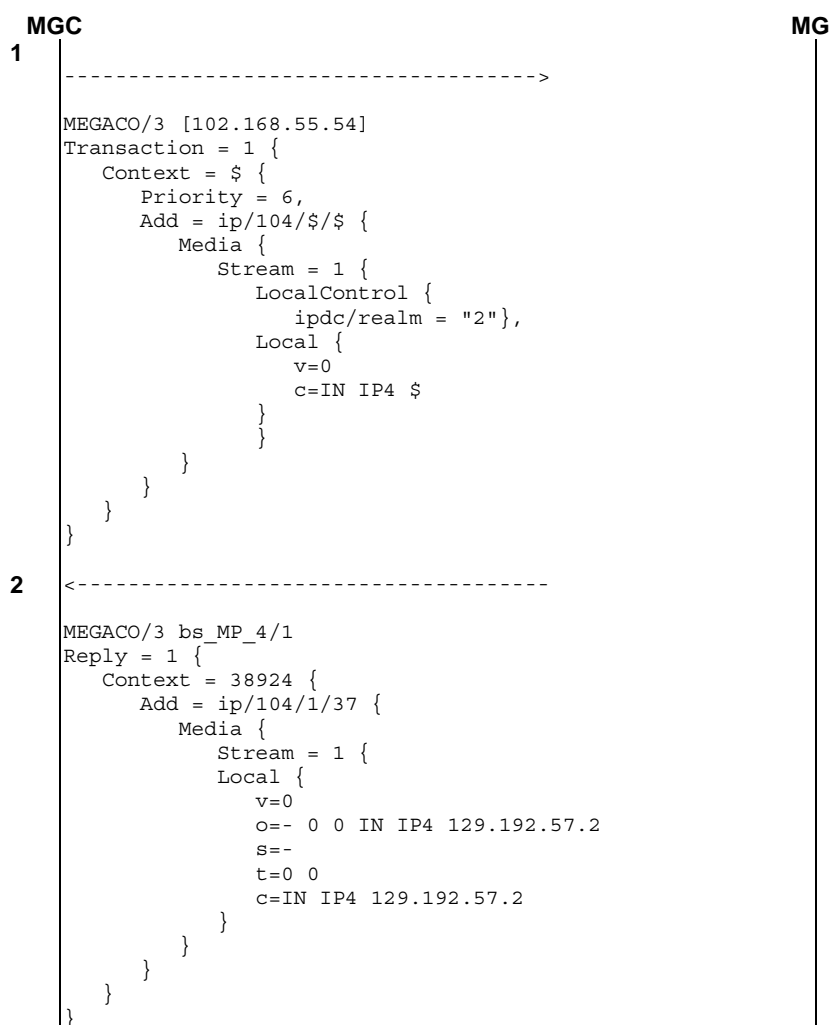 MGC MG
1
------------------------------------->
MEGACO/3 [102.168.55.54]
Transaction = 1 {
   Context = $ {
      Priority = 6,
      Add = ip/104/$/$ {
         Media {
            Stream = 1 {
               LocalControl {
                  ipdc/realm = "2"},
               Local {
                  v=0
                  c=IN IP4 $
               }
               }
         }
      }
   }
}
2 <-------------------------------------
MEGACO/3 bs_MP_4/1
Reply = 1 {
   Context = 38924 {
      Add = ip/104/1/37 {
         Media {
            Stream = 1 {
            Local {
               v=0
               o=- 0 0 IN IP4 129.192.57.2
               s=-
               t=0 0
               c=IN IP4 129.192.57.2
            }
         }
      }
   }
}